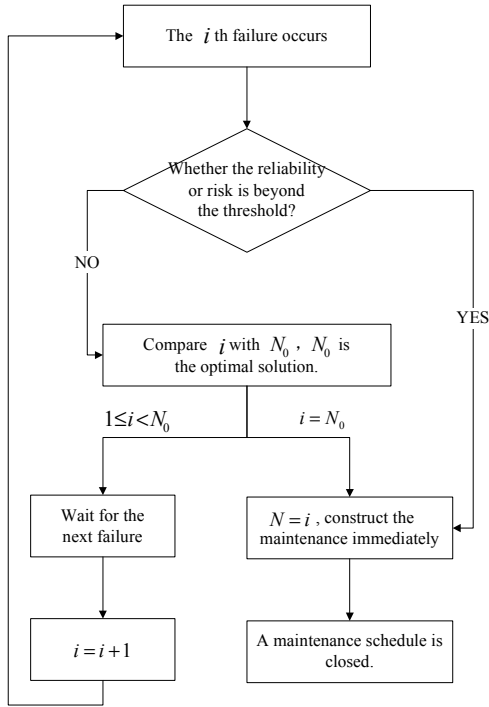 The i th failure occurs
Whether the reliability
or risk is beyond
the threshold?
NO
YES
Compare i with N₀ , N₀ is
the optimal solution.
1≤i<N₀
i = N₀
Wait for the
next failure
N = i , construct the
maintenance immediately
i = i + 1
A maintenance schedule is
closed.